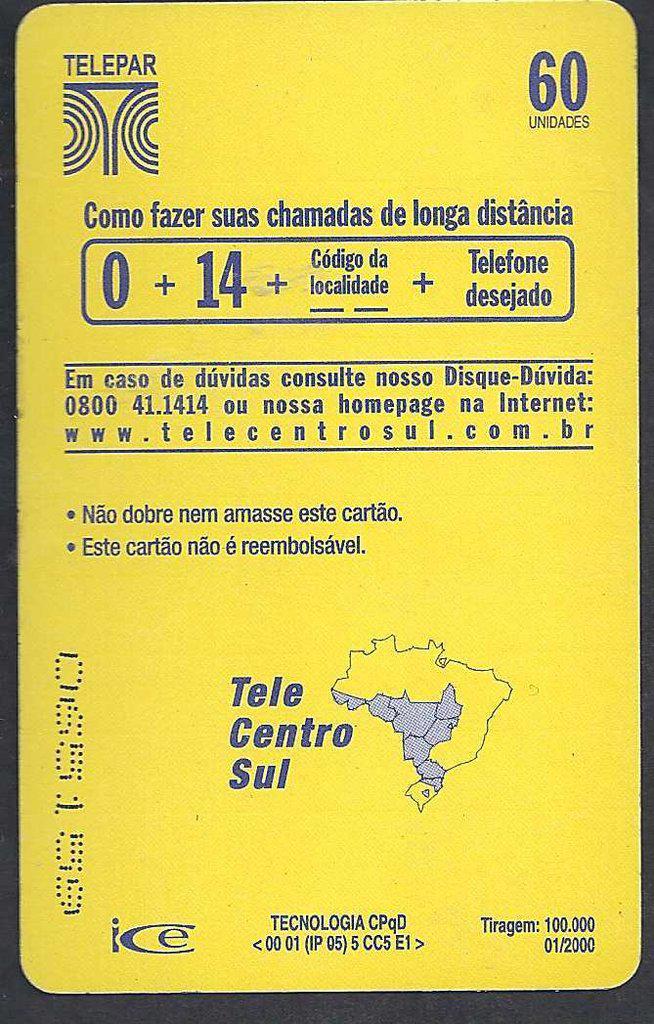 TELEPAR
60
UNIDADES
Como fazer suas chamadas de longa distância
0 + 14 + Código da localidade __ __ + Telefone desejado
Em caso de dúvidas consulte nosso Disque-Dúvida:
0800 41.1414 ou nossa homepage na Internet:
www.telecentrosul.com.br
• Não dobre nem amasse este cartão.
• Este cartão não é reembolsável.
Tele
Centro
Sul
ice
TECNOLOGIA CPqD
< 00 01 (IP 05) 5 CC5 E1 >
Tiragem: 100.000
01/2000